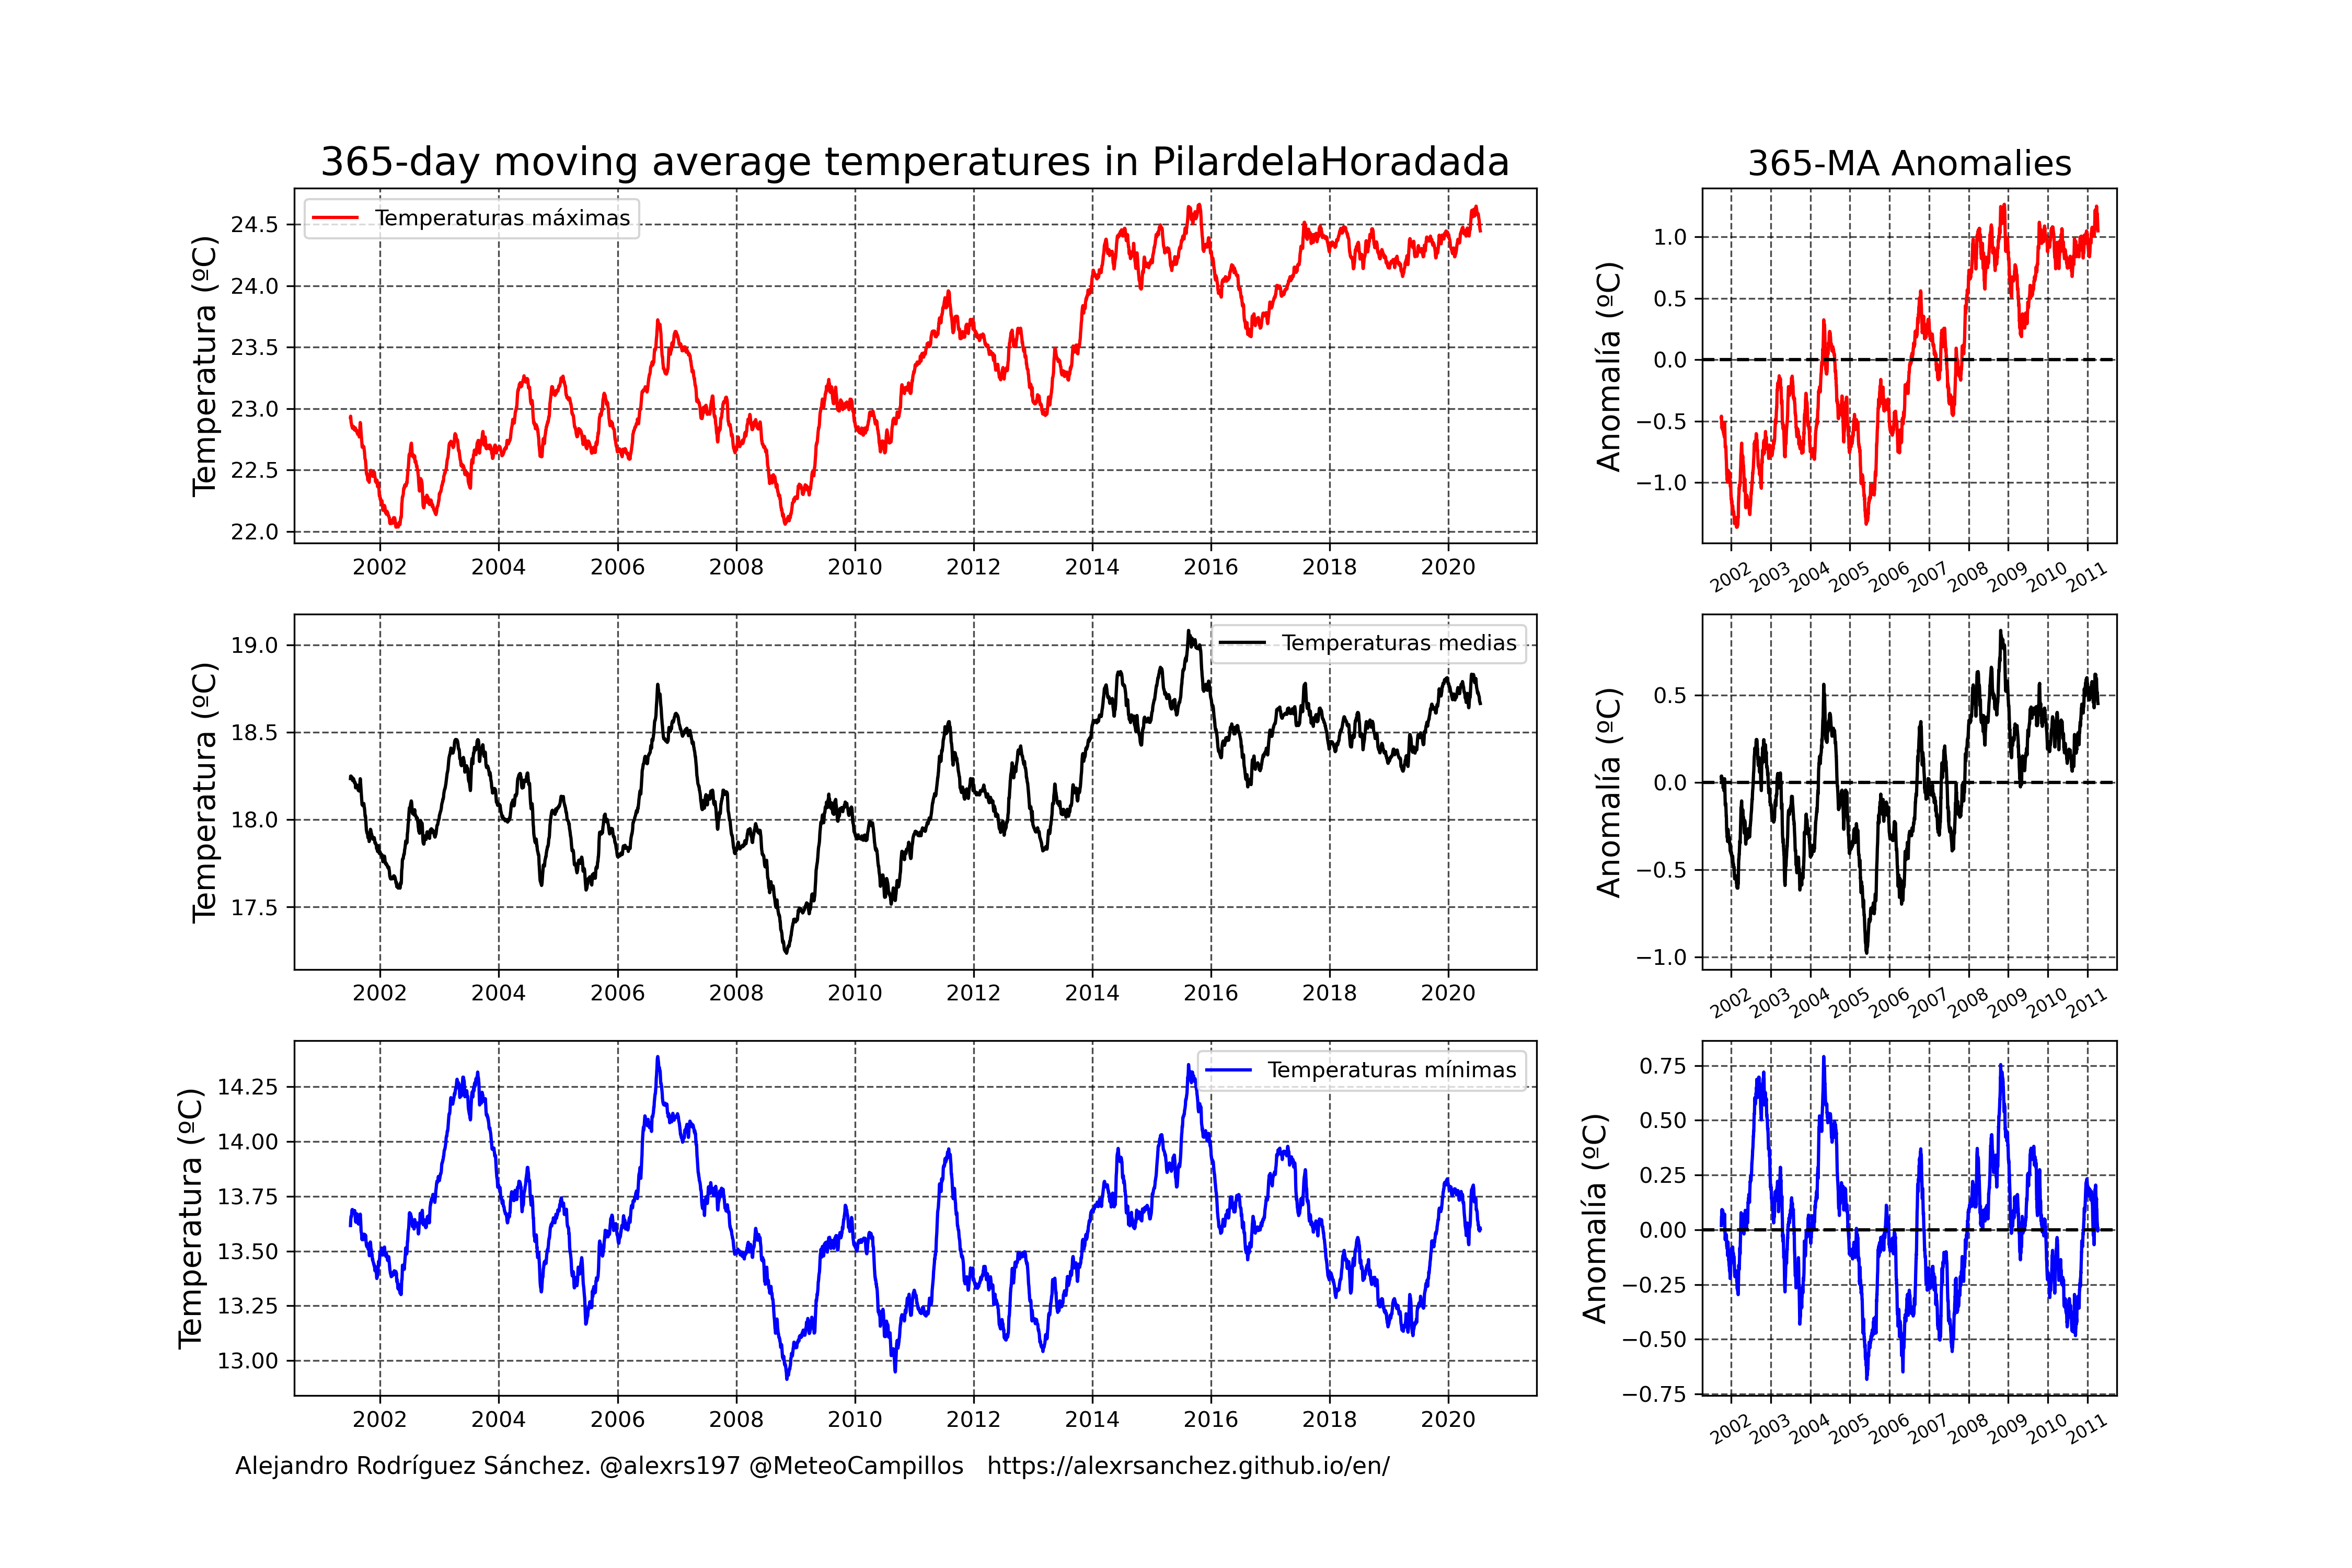 365-day moving average temperatures in PilardelaHoradada
365-MA Anomalies
Temperatura (ºC)
24.5
24.0
23.5
23.0
22.5
22.0
Temperaturas máximas
2002 2004 2006 2008 2010 2012 2014 2016 2018 2020
Anomalía (ºC)
1.0
0.5
0.0
−0.5
−1.0
2002 2003 2004 2005 2006 2007 2008 2009 2010 2011
Temperatura (ºC)
19.0
18.5
18.0
17.5
Temperaturas medias
2002 2004 2006 2008 2010 2012 2014 2016 2018 2020
Anomalía (ºC)
0.5
0.0
−0.5
−1.0
2002 2003 2004 2005 2006 2007 2008 2009 2010 2011
Temperatura (ºC)
14.25
14.00
13.75
13.50
13.25
13.00
Temperaturas mínimas
2002 2004 2006 2008 2010 2012 2014 2016 2018 2020
Anomalía (ºC)
0.75
0.50
0.25
0.00
−0.25
−0.50
−0.75
2002 2003 2004 2005 2006 2007 2008 2009 2010 2011
Alejandro Rodríguez Sánchez. @alexrs197 @MeteoCampillos https://alexrsanchez.github.io/en/